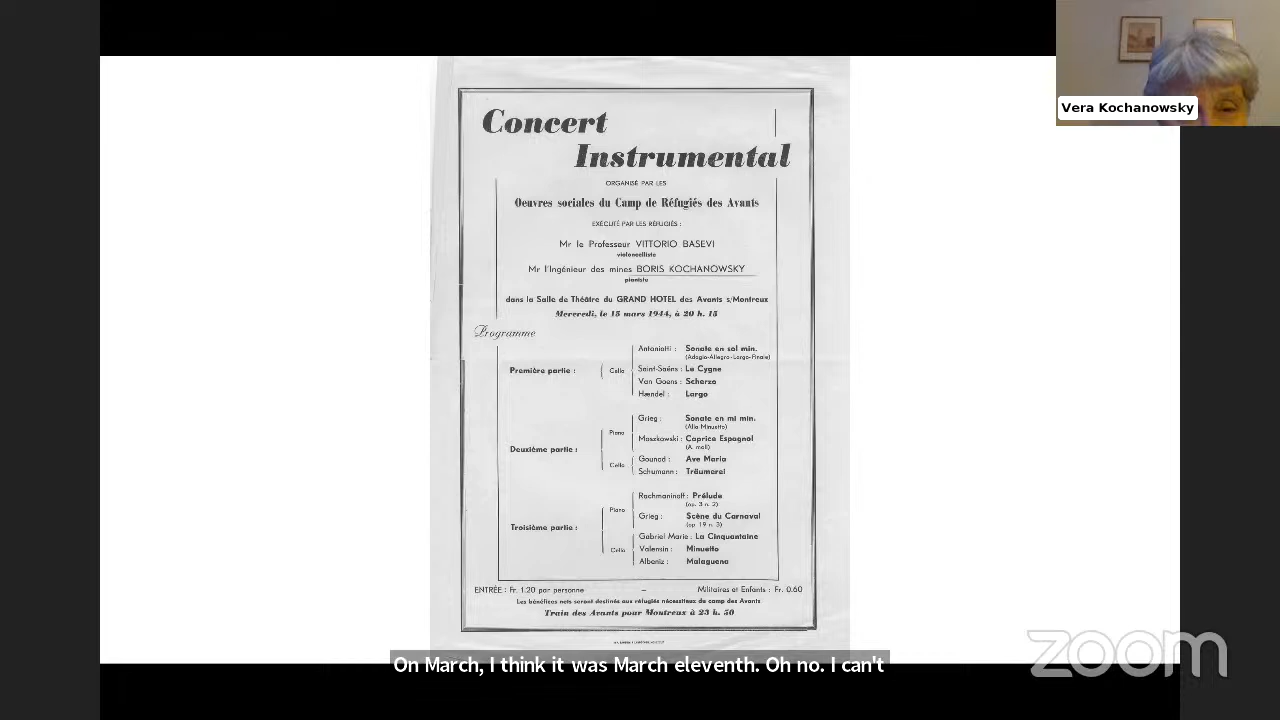 Vera Kochanowsky
Concert
Instrumental
ORGANISÉ PAR LES
Oeuvres sociales du Camp de Réfugiés des Avants
EXÉCUTÉ PAR LES RÉFUGIÉS :
Mr le Professeur VITTORIO BASEVI
violoncelliste
Mr l'Ingénieur des mines BORIS KOCHANOWSKY
pianiste
dans la Salle de Théâtre du GRAND HOTEL des Avants s/Montreux
Mercredi, le 15 mars 1944, à 20 h. 15
Programme
Première partie :
Cello
Antoniotti : Sonate en sol min.
(Adagio-Allegro-Largo-Finale)
Saint-Saëns : Le Cygne
Van Goens : Scherzo
Hændel : Largo
Deuxième partie :
Piano
Grieg : Sonate en mi min.
(Alla Minuetto)
Moszkowski : Caprice Espagnol
(A. moll)
Cello
Gounod : Ave Maria
Schumann : Träumerei
Troisième partie :
Piano
Rachmaninoff : Prélude
(op. 3 n. 2)
Grieg : Scène du Carnaval
(op 19 n. 3)
Cello
Gabriel Marie : La Cinquantaine
Valensin : Minuetto
Albeniz : Malaguena
ENTRÉE : Fr. 1.20 par personne – Militaires et Enfants : Fr. 0.60
Les bénéfices nets seront destinés aux réfugiés nécessiteux du camp des Avants
Train des Avants pour Montreux à 23 h. 50
On March, I think it was March eleventh. Oh no. I can't
zoom